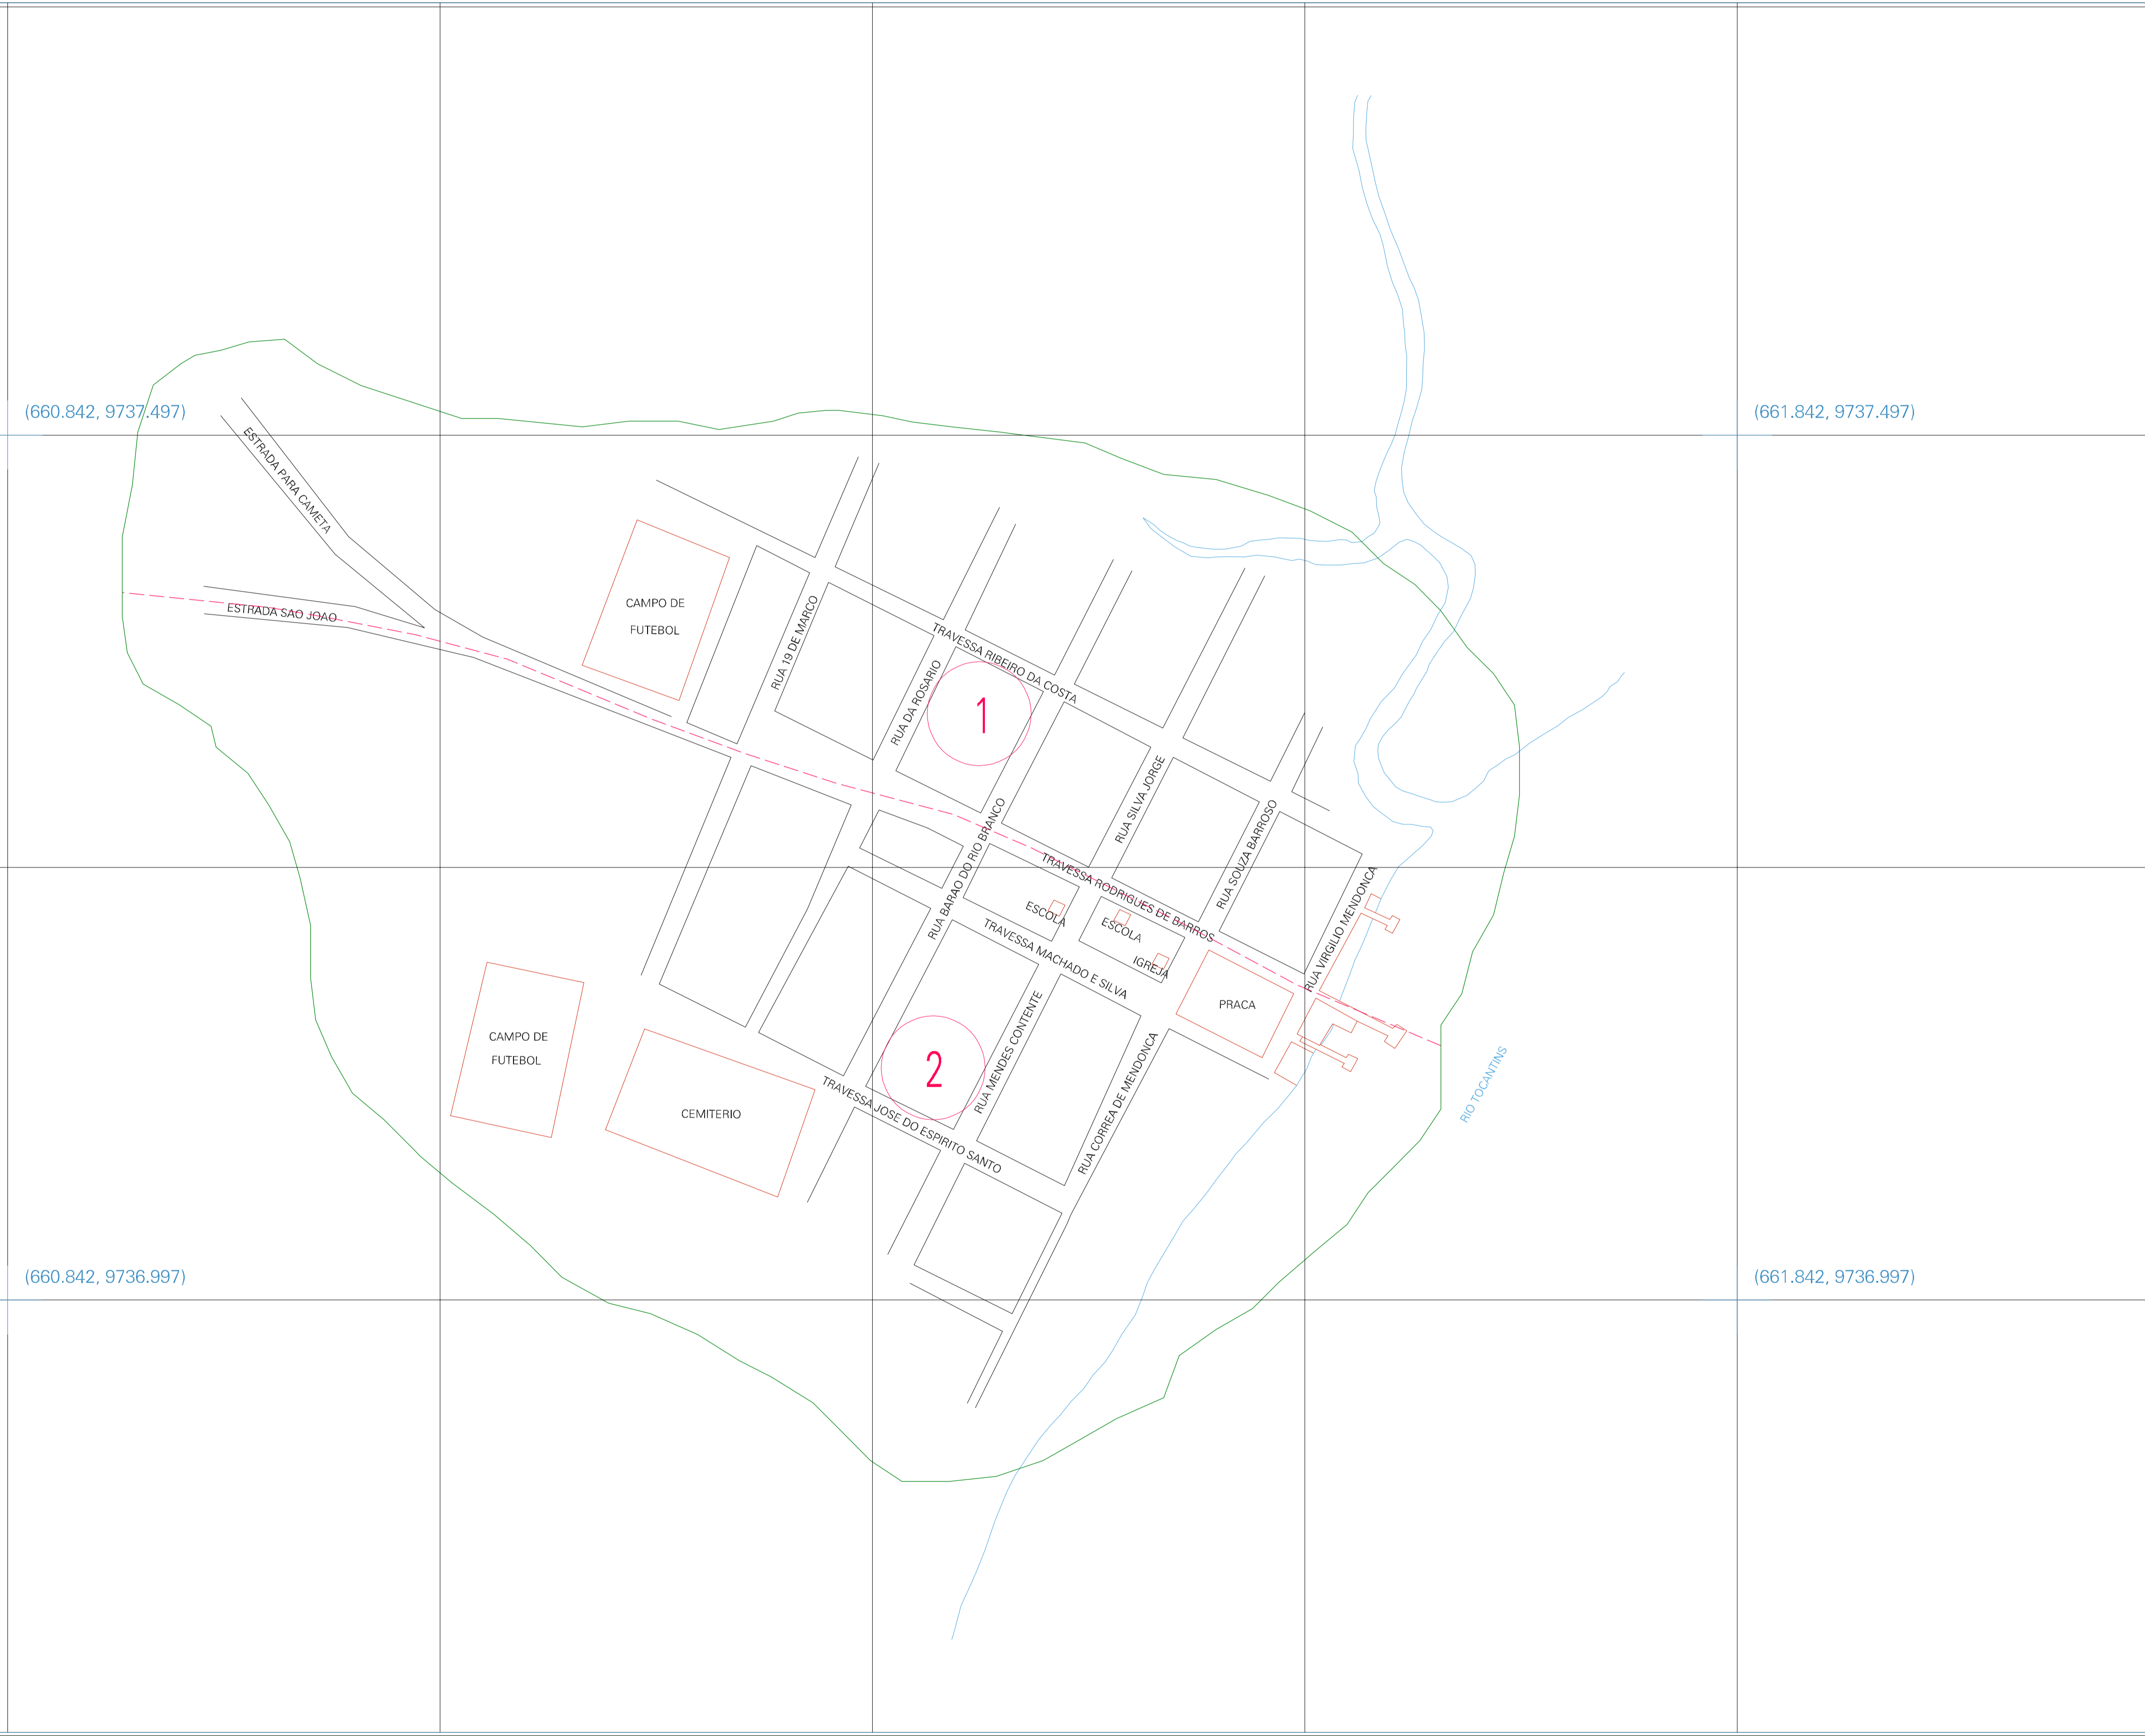 (660.842, 9737.497)
(661.842, 9737.497)
ESTRADA PARA CAMETA
ESTRADA SAO JOAO
CAMPO DE
FUTEBOL
RUA 19 DE MARCO
TRAVESSA RIBEIRO DA COSTA
RUA DA ROSARIO
1
RUA SILVA JORGE
RUA BARAO DO RIO BRANCO
RUA SOUZA BARROSO
TRAVESSA RODRIGUES DE BARROS
RUA VIRGILIO MENDONCA
ESCOLA
ESCOLA
IGREJA
TRAVESSA MACHADO E SILVA
PRACA
CAMPO DE
FUTEBOL
RUA MENDES CONTENTE
2
RUA CORREA DE MENDONCA
RIO TOCANTINS
CEMITERIO
TRAVESSA JOSE DO ESPIRITO SANTO
(660.842, 9736.997)
(661.842, 9736.997)